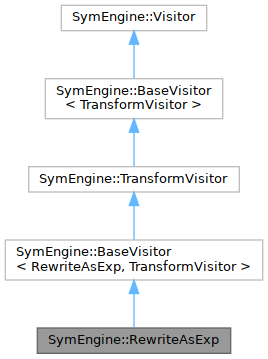 SymEngine::Visitor
SymEngine::BaseVisitor
< TransformVisitor >
SymEngine::TransformVisitor
SymEngine::BaseVisitor
< RewriteAsExp, TransformVisitor >
SymEngine::RewriteAsExp